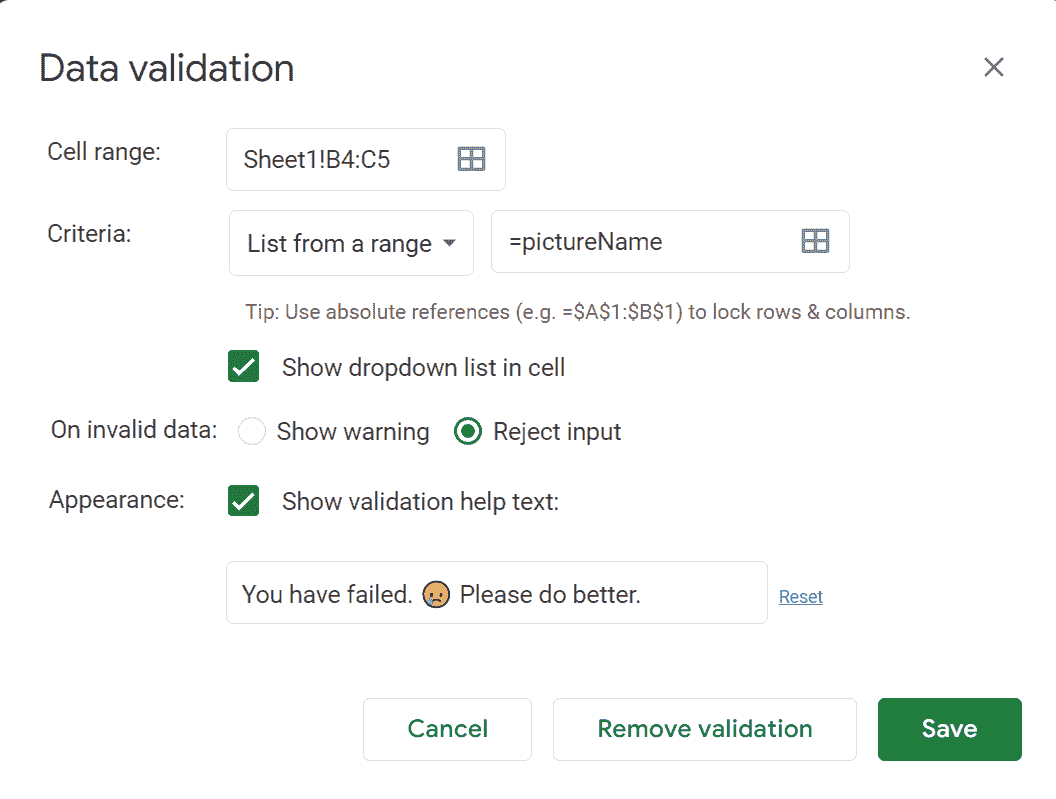 Data validation
Cell range: Sheet1!B4:C5
Criteria: List from a range =pictureName
Tip: Use absolute references (e.g. =$A$1:$B$1) to lock rows & columns.
Show dropdown list in cell
On invalid data: Show warning Reject input
Appearance: Show validation help text:
You have failed. 😢 Please do better. Reset
Cancel Remove validation Save